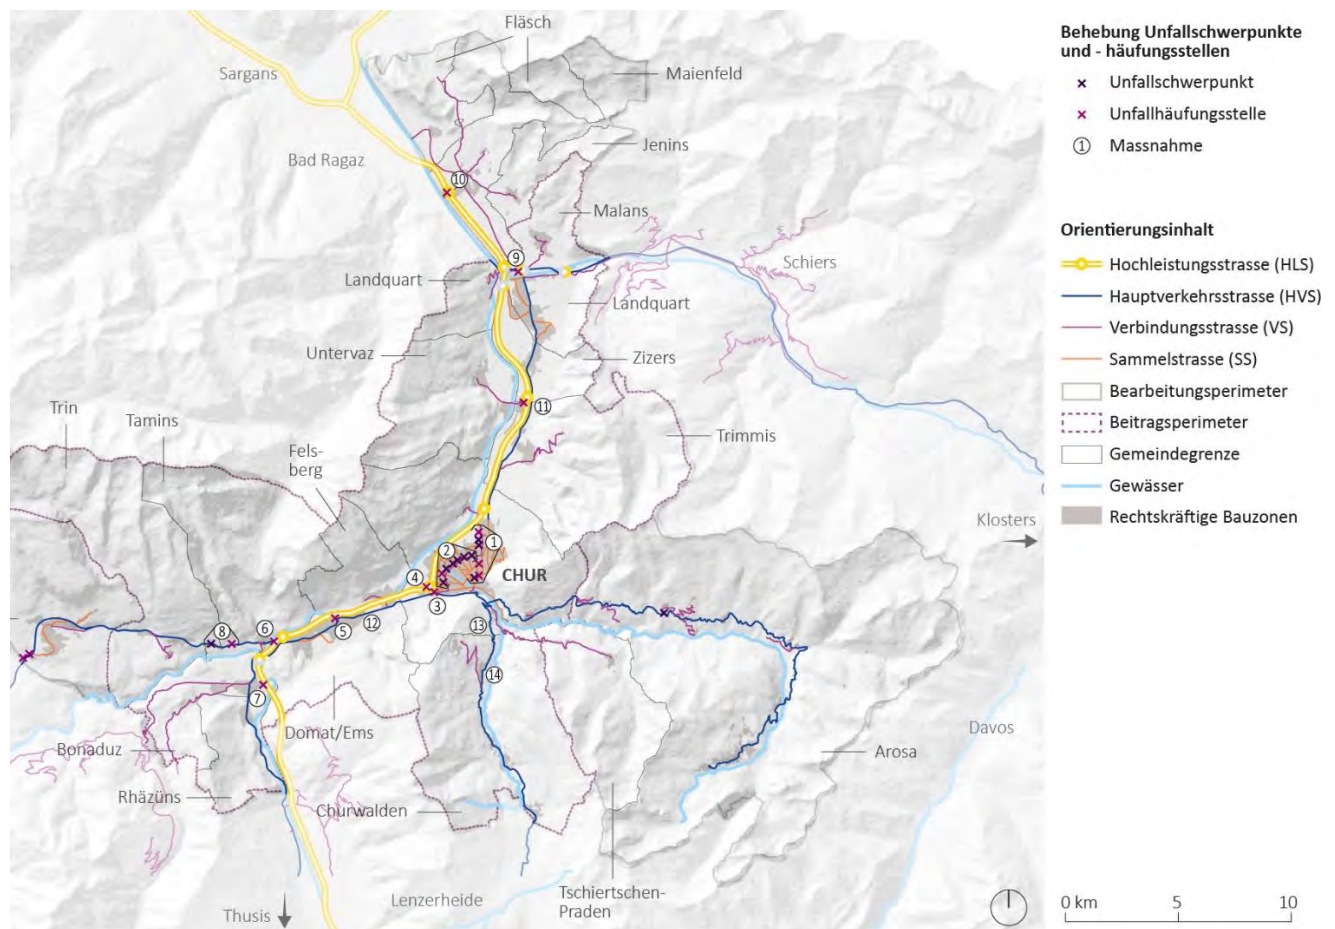 Fläsch
Sargans
Maienfeld
Jenins
Bad Ragaz
10
Malans
9
Schiers
Landquart
Landquart
Untervaz
Zizers
11
Trin
Tamins
Trimmis
Fels-
berg
Klosters
1
2
CHUR
4
3
5
12
6
8
13
14
7
Domat/Ems
Davos
Bonaduz
Arosa
Rhäzüns
Churwalden
Lenzerheide
Tschiertschen-
Praden
Thusis
Behebung Unfallschwerpunkte
und - häufungsstellen
Unfallschwerpunkt
Unfallhäufungsstelle
1 Massnahme
Orientierungsinhalt
Hochleistungsstrasse (HLS)
Hauptverkehrsstrasse (HVS)
Verbindungsstrasse (VS)
Sammelstrasse (SS)
Bearbeitungsperimeter
Beitragsperimeter
Gemeindegrenze
Gewässer
Rechtskräftige Bauzonen
0 km 5 10